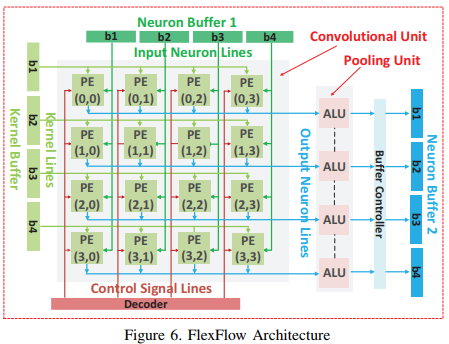 Neuron Buffer 1
b1 b2 b3 b4
Input Neuron Lines
Convolutional Unit
Pooling Unit
Kernel Buffer
b1
b2
b3
b4
Kernel Lines
PE (0,0)
PE (0,1)
PE (0,2)
PE (0,3)
PE (1,0)
PE (1,1)
PE (1,2)
PE (1,3)
PE (2,0)
PE (2,1)
PE (2,2)
PE (2,3)
PE (3,0)
PE (3,1)
PE (3,2)
PE (3,3)
Output Neuron Lines
ALU
ALU
ALU
ALU
Buffer Controller
b1
b2
b3
b4
Neuron Buffer 2
Control Signal Lines
Decoder
Figure 6. FlexFlow Architecture